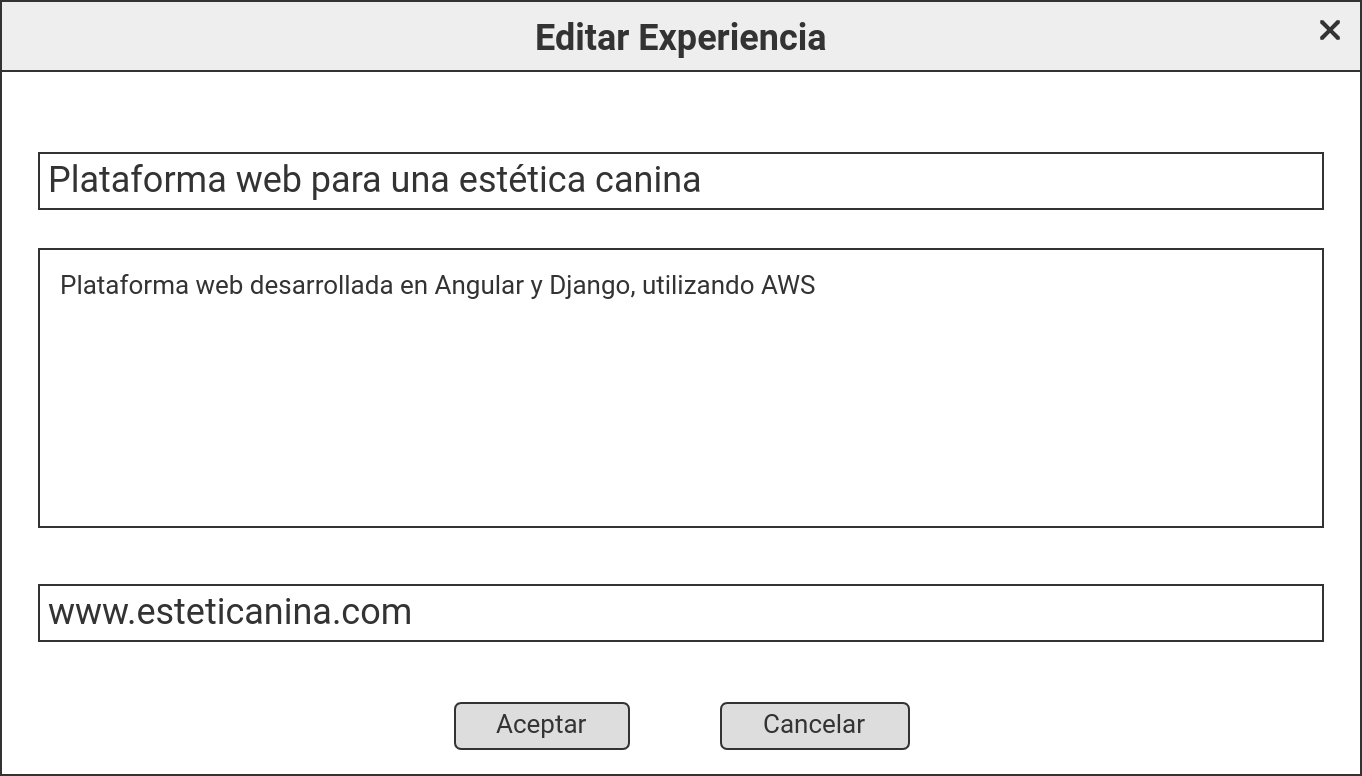 Editar Experiencia
Plataforma web para una estética canina
Plataforma web desarrollada en Angular y Django, utilizando AWS
www.esteticanina.com
Aceptar
Cancelar